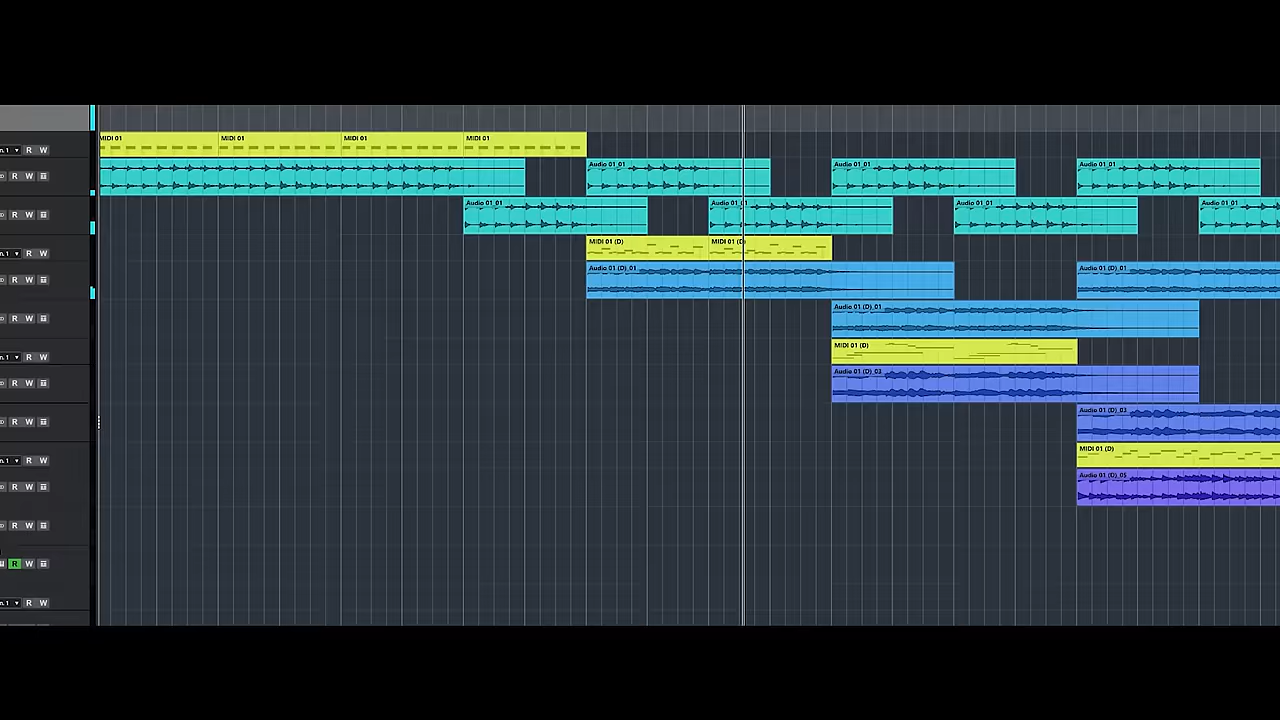 MIDI 01 MIDI 01 MIDI 01 MIDI 01
R W
Audio 01_01 Audio 01_01 Audio 01_01
R W
Audio 01_01 Audio 01_01 Audio 01_01 Audio 01_01
R W
MIDI 01 (D) MIDI 01 (D)
R W
Audio 01 (D)_01 Audio 01 (D)_01
R W
Audio 01 (D)_01
R W
MIDI 01 (D)
R W
Audio 01 (D)_03
R W
Audio 01 (D)_03
R W
MIDI 01 (D)
R W
Audio 01 (D)_05
R W
R W
R W
R W